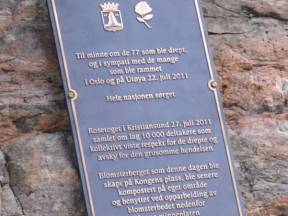 Til minne om de 77 som ble drept,
og i sympati med de mange
som ble rammet
i Oslo og på Utøya 22. juli 2011
Hele nasjonen sørget
Rosetoget i Kristiansund 27. juli 2011
samlet om lag 10 000 deltakere som
kollektivt viste respekt for de drepte og
avsky for den grusomme hendelsen.
Blomsterberget som denne dagen ble
skapt på Kongens plass, ble senere
kompostert på eget område
og benyttet ved opparbeiding av
blomsterbedet nedenfor
minneplaten